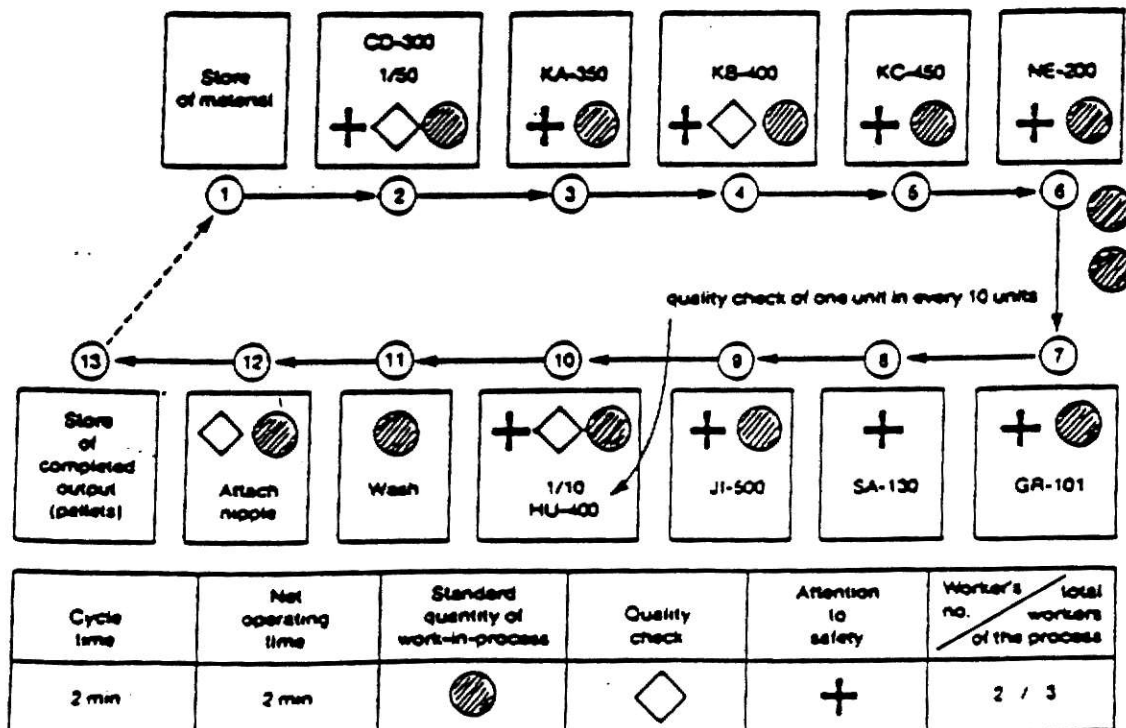 Store
of material
CD-300
1/50
KA-350
KB-400
KC-450
NE-200
1
2
3
4
5
6
quality check of one unit in every 10 units
13
12
11
10
9
8
7
Store
of
completed
output
(pallets)
Attach
nipple
Wash
1/10
HU-400
JI-500
SA-130
GR-101
Cycle
time
Net
operating
time
Standard
quantity of
work-in-process
Quality
check
Attention
to
safety
Worker's
no.
total
workers
of the process
2 min
2 min
2 / 3